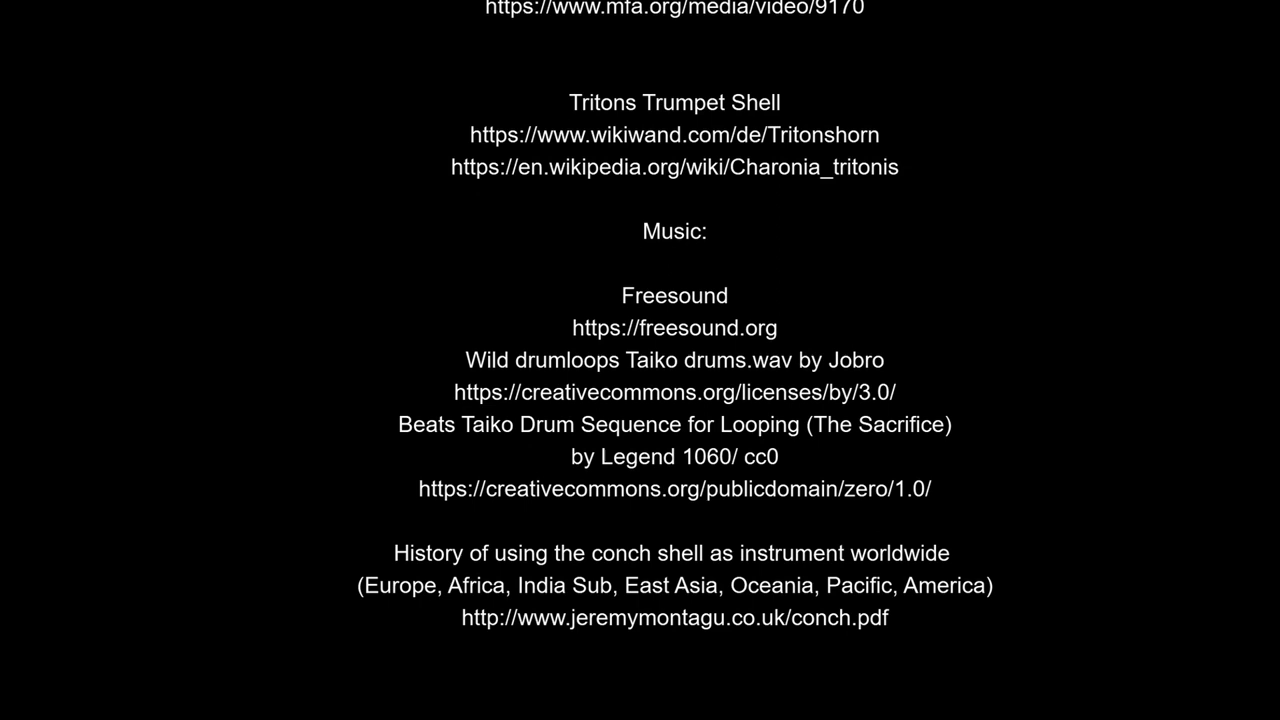 https://www.mfa.org/media/video/9170
Tritons Trumpet Shell
https://www.wikiwand.com/de/Tritonshorn
https://en.wikipedia.org/wiki/Charonia_tritonis
Music:
Freesound
https://freesound.org
Wild drumloops Taiko drums.wav by Jobro
https://creativecommons.org/licenses/by/3.0/
Beats Taiko Drum Sequence for Looping (The Sacrifice)
by Legend 1060/ cc0
https://creativecommons.org/publicdomain/zero/1.0/
History of using the conch shell as instrument worldwide
(Europe, Africa, India Sub, East Asia, Oceania, Pacific, America)
http://www.jeremymontagu.co.uk/conch.pdf